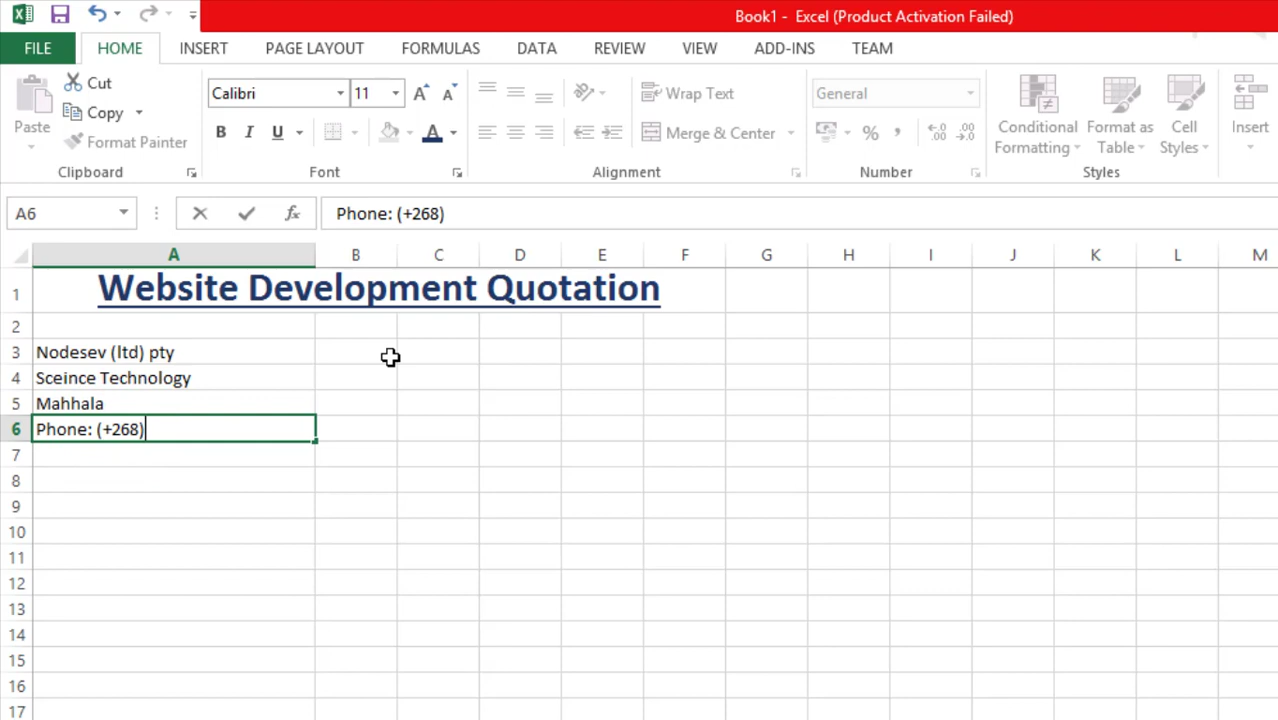 Book1 - Excel (Product Activation Failed)
FILE HOME INSERT PAGE LAYOUT FORMULAS DATA REVIEW VIEW ADD-INS TEAM
Cut
Copy
Format Painter
Paste
Clipboard
Calibri 11
B I U A
Font
Wrap Text
Merge & Center
Alignment
General
% ,
Number
Conditional Formatting
Format as Table
Cell Styles
Styles
Insert
A6 fx Phone: (+268)
A B C D E F G H I J K L M
1 Website Development Quotation
2
3 Nodesev (ltd) pty
4 Sceince Technology
5 Mahhala
6 Phone: (+268)
7
8
9
10
11
12
13
14
15
16
17